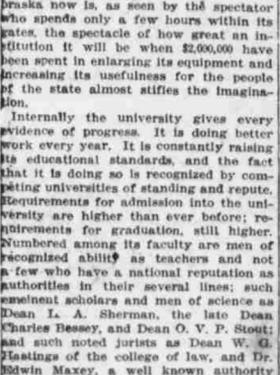 braska now is, as seen by the spectator
who spends only a few hours within its
gates, the spectacle of how great an in-
stitution it will be when $2,000,000 have
been spent in enlarging its equipment and
increasing its usefulness for the people
of the state almost stifles the imagina-
tion.
Internally the university gives every
evidence of progress. It is doing better
work every year. It is constantly raising
its educational standards, and the fact
that it is doing so is recognized by com-
peting universities of standing and repute.
Requirements for admission into the uni-
versity are higher than ever before; re-
quirements for graduation, still higher.
Numbered among its faculty are men of
recognized ability as teachers and not
a few who have a national reputation as
authorities in their several lines; such
eminent scholars and men of science as
Dean L. A. Sherman, the late Dean
Charles Bessey, and Dean O. V. P. Stout;
and such noted jurists as Dean W. G.
Hastings of the college of law, and Dr.
Edwin Maxey, a well known authority